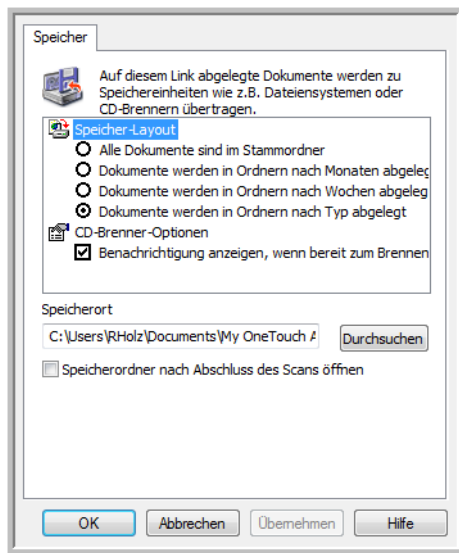 Speicher
Auf diesem Link abgelegte Dokumente werden zu
Speichereinheiten wie z.B. Dateiensystemen oder
CD-Brennern übertragen.
Speicher-Layout
Alle Dokumente sind im Stammordner
Dokumente werden in Ordnern nach Monaten abgeleg
Dokumente werden in Ordnern nach Wochen abgeleg
Dokumente werden in Ordnern nach Typ abgelegt
CD-Brenner-Optionen
Benachrichtigung anzeigen, wenn bereit zum Brennen
Speicherort
C:\Users\RHolz\Documents\My OneTouch A
Durchsuchen
Speicherordner nach Abschluss des Scans öffnen
OK Abbrechen Übernehmen Hilfe